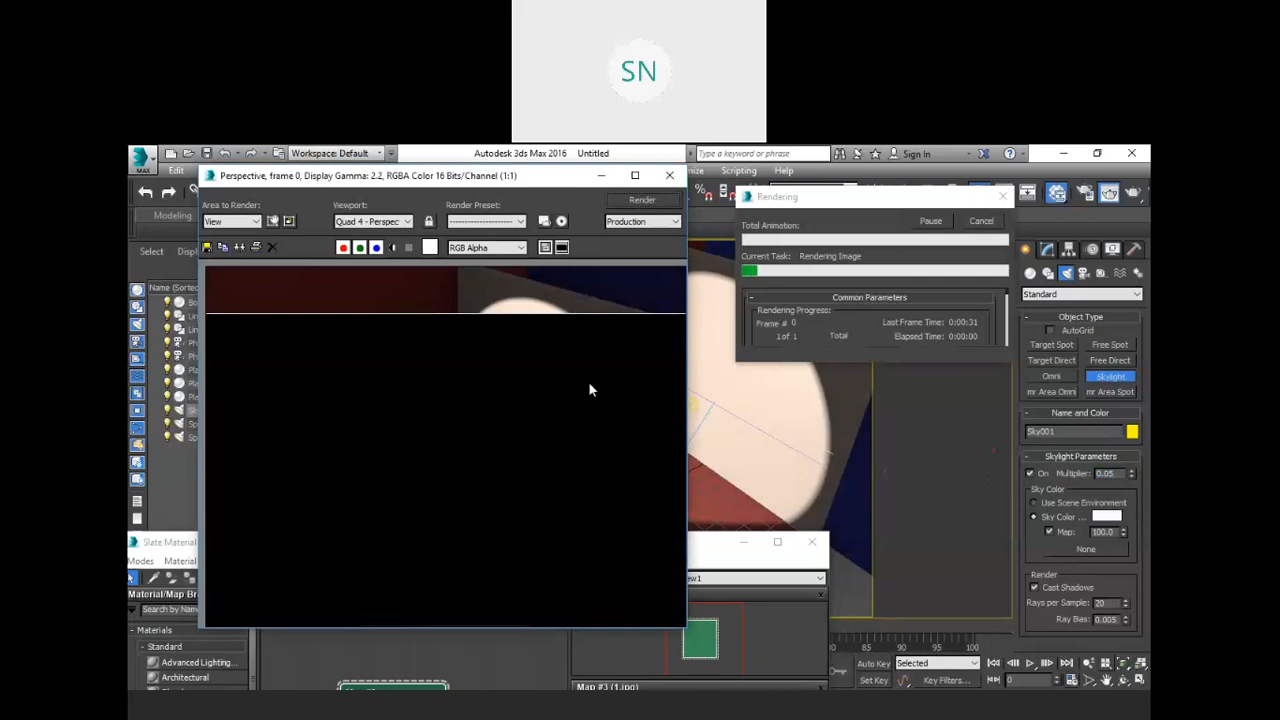 SN
Workspace: Default
Autodesk 3ds Max 2016 Untitled
Type a keyword or phrase
Sign In
MAX
Edit
Scripting
Help
Perspective, frame 0, Display Gamma: 2.2, RGBA Color 16 Bits/Channel (1:1)
Rendering
Area to Render:
Viewport:
Render Preset:
Render
View
Quad 4 - Perspec
Production
RGB Alpha
Total Animation:
Pause
Cancel
Current Task: Rendering Image
Common Parameters
Rendering Progress:
Frame # 0
Last Frame Time: 0:00:31
1 of 1
Total
Elapsed Time: 0:00:00
Modeling
Select
Name (Sorted
Standard
Object Type
AutoGrid
Target Spot
Free Spot
Target Direct
Free Direct
Omni
Skylight
mr Area Omni
mr Area Spot
Name and Color
Sky001
Skylight Parameters
On
Multiplier: 0.05
Sky Color
Use Scene Environment
Sky Color ...
Map: 100.0
None
Render
Cast Shadows
Rays per Sample: 20
Ray Bias: 0.005
Slate Material
Modes
Material
Material/Map Br
Search by Name
Materials
Standard
Advanced Lighting...
Architectural
Map #3 (1.jpg)
85 90 95 100
Auto Key
Selected
Set Key
Key Filters...
0